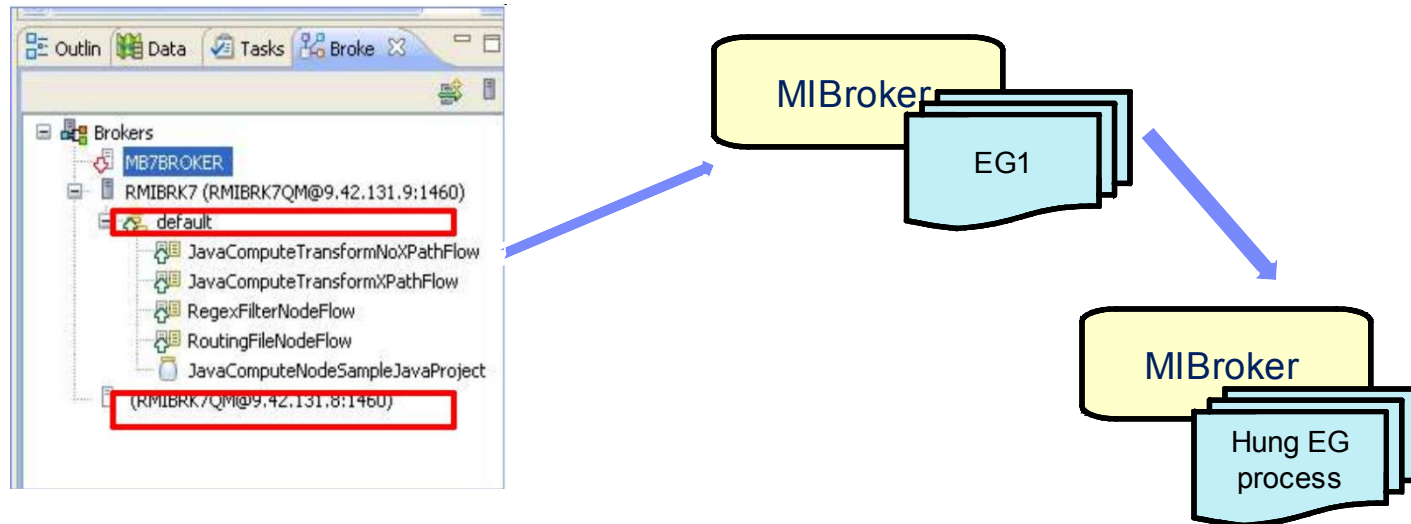 Outlin Data Tasks Broke
Brokers
MB7BROKER
RMIBRK7 (RMIBRK7QM@9.42.131.9:1460)
default
JavaComputeTransformNoXPathFlow
JavaComputeTransformXPathFlow
RegexFilterNodeFlow
RoutingFileNodeFlow
JavaComputeNodeSampleJavaProject
(RMIBRK7QM@9.42.131.8:1460)
MIBroker
EG1
MIBroker
Hung EG
process